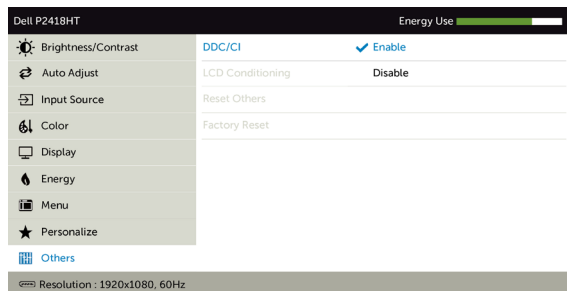 Dell P2418HT
Energy Use
Brightness/Contrast
Auto Adjust
Input Source
Color
Display
Energy
Menu
Personalize
Others
DDC/CI
LCD Conditioning
Reset Others
Factory Reset
Enable
Disable
Resolution : 1920x1080, 60Hz